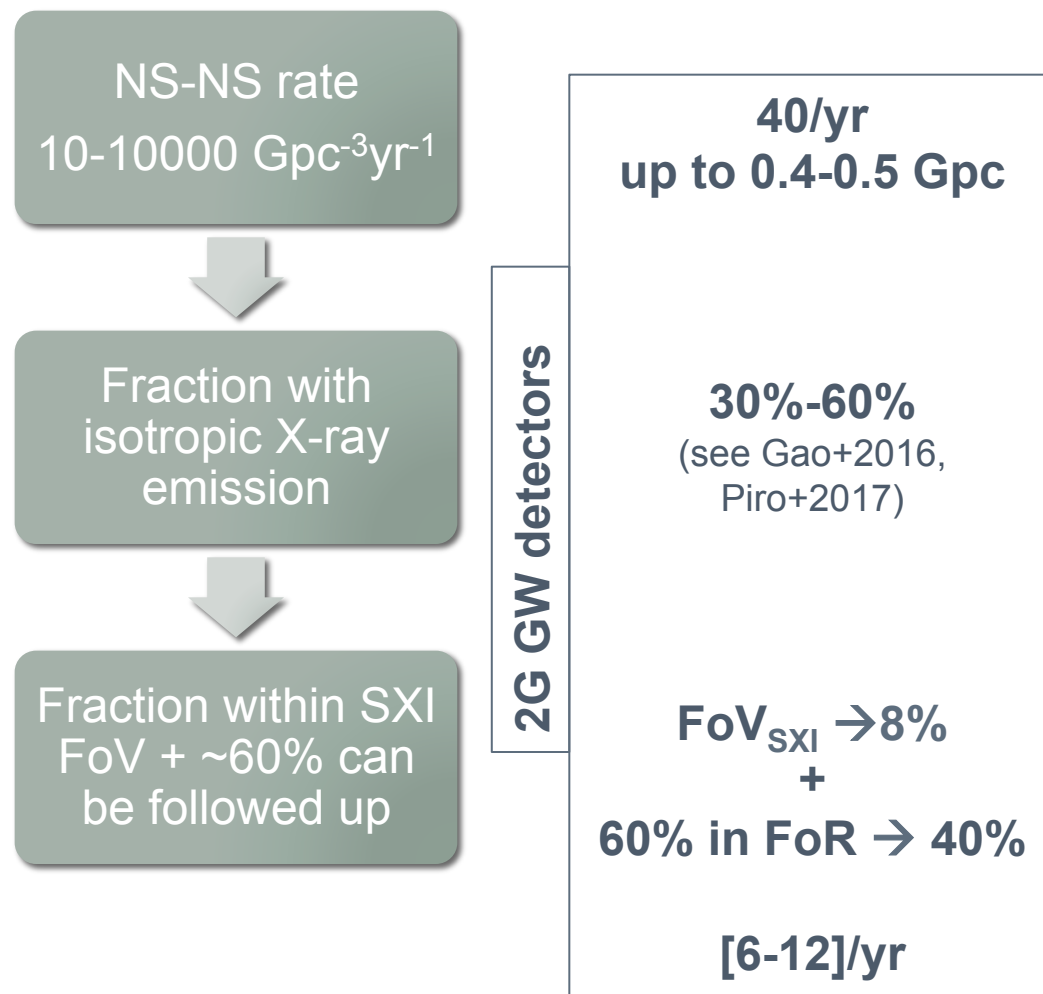 NS-NS rate
10-10000 Gpc⁻³yr⁻¹
Fraction with
isotropic X-ray
emission
Fraction within SXI
FoV + ~60% can
be followed up
2G GW detectors
40/yr
up to 0.4-0.5 Gpc
30%-60%
(see Gao+2016,
Piro+2017)
FoV_SXI →8%
+
60% in FoR → 40%
[6-12]/yr